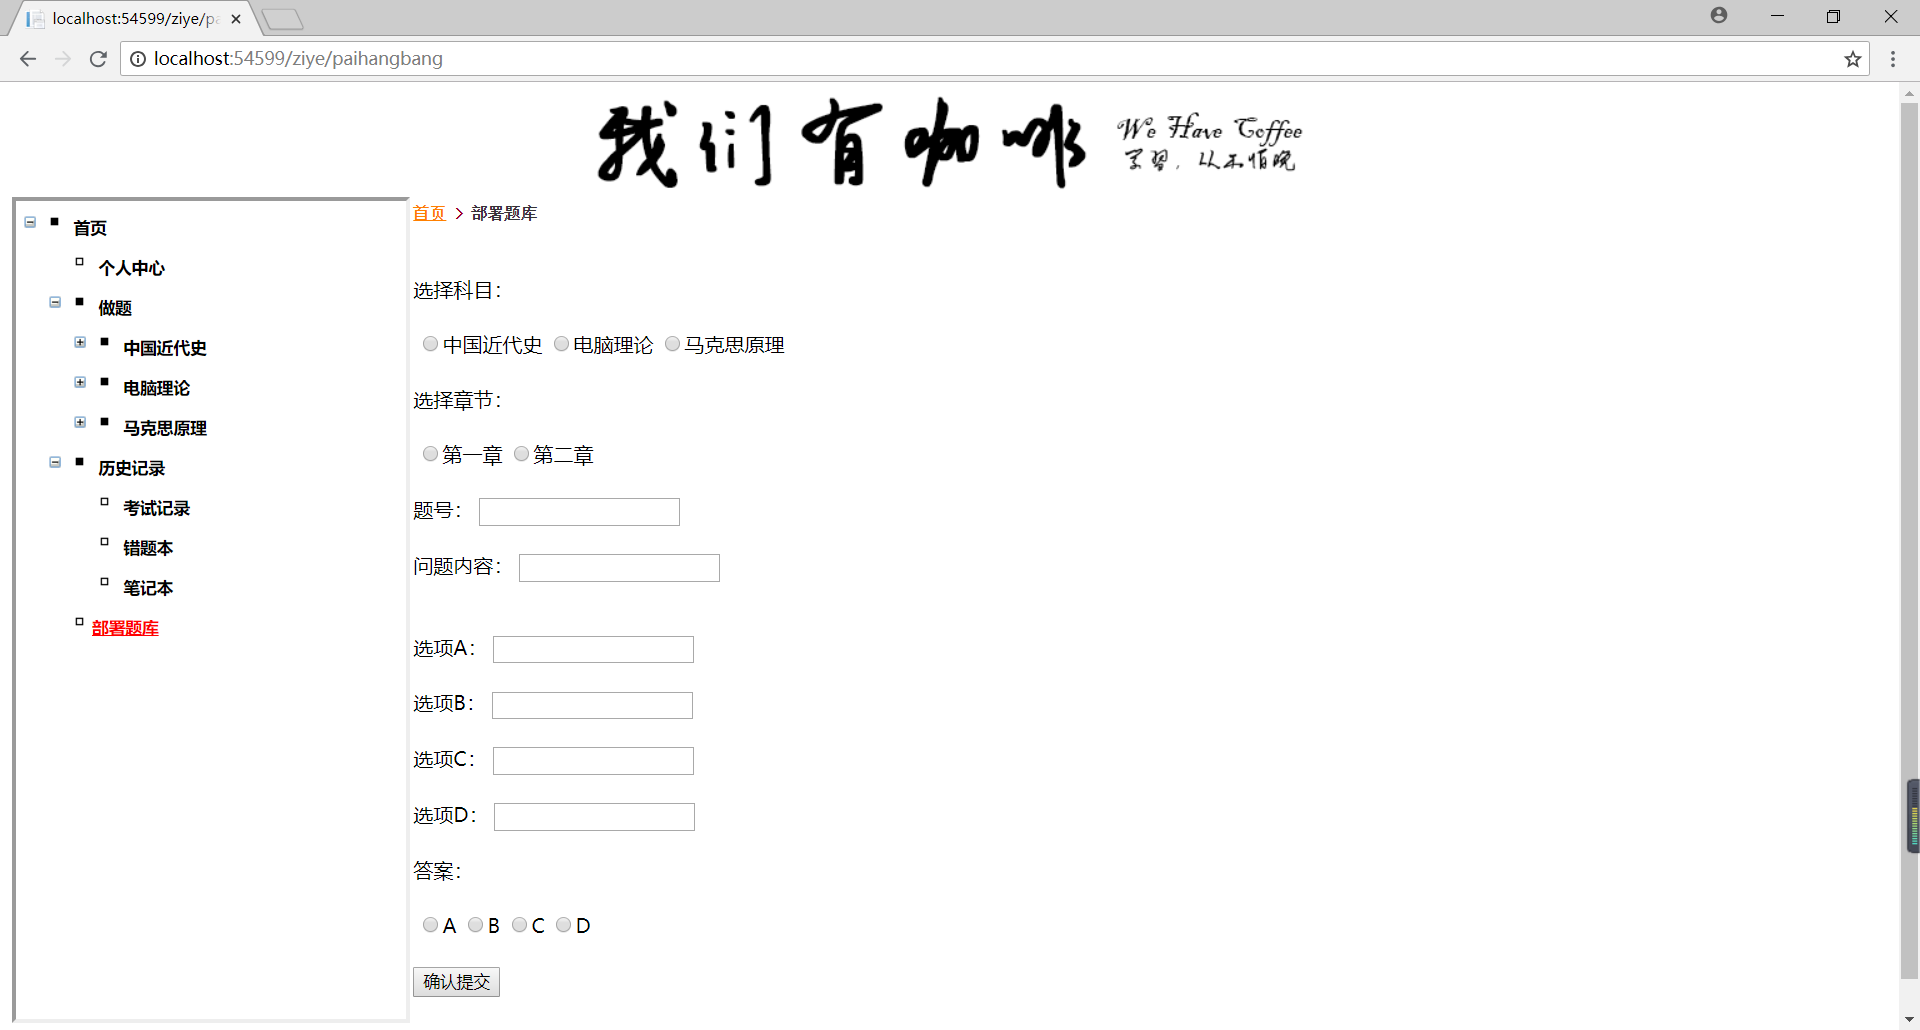 localhost:54599/ziye/pa
localhost:54599/ziye/paihangbang
我们有咖啡
We Have Coffee
学习，从不怕晚
首页
个人中心
做题
中国近代史
电脑理论
马克思原理
历史记录
考试记录
错题本
笔记本
部署题库
首页 > 部署题库
选择科目：
中国近代史 电脑理论 马克思原理
选择章节：
第一章 第二章
题号：
问题内容：
选项A：
选项B：
选项C：
选项D：
答案：
A B C D
确认提交